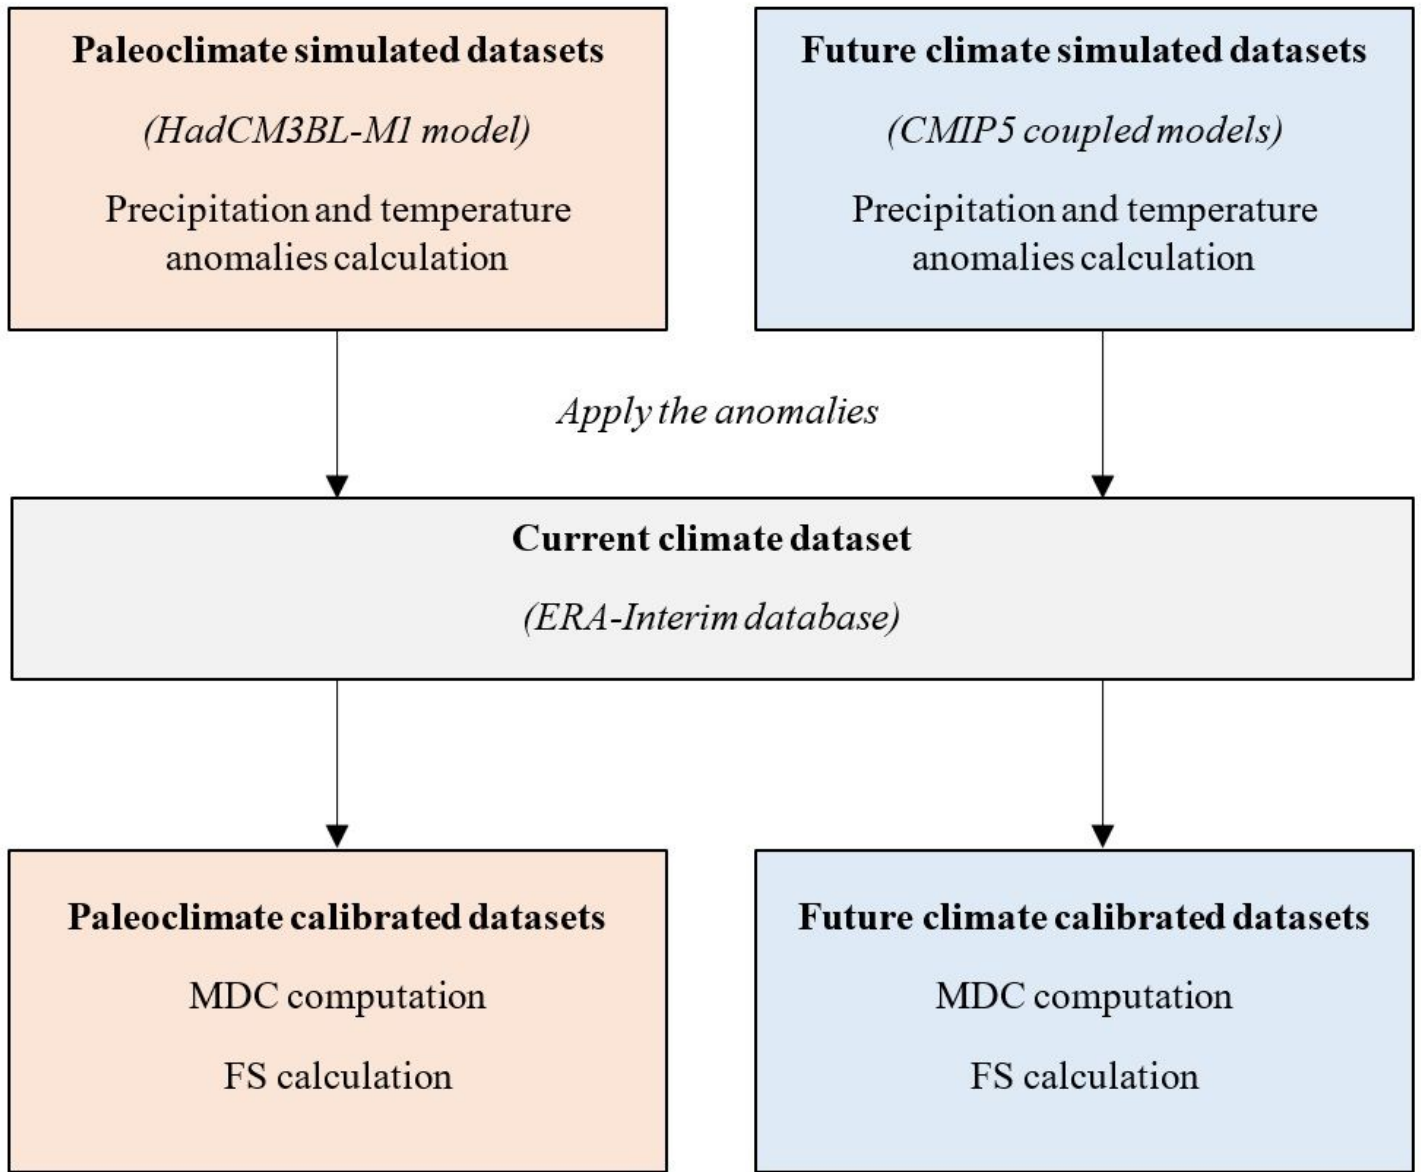 Paleoclimate simulated datasets
(HadCM3BL-M1 model)
Precipitation and temperature
anomalies calculation
Future climate simulated datasets
(CMIP5 coupled models)
Precipitation and temperature
anomalies calculation
Apply the anomalies
Current climate dataset
(ERA-Interim database)
Paleoclimate calibrated datasets
MDC computation
FS calculation
Future climate calibrated datasets
MDC computation
FS calculation